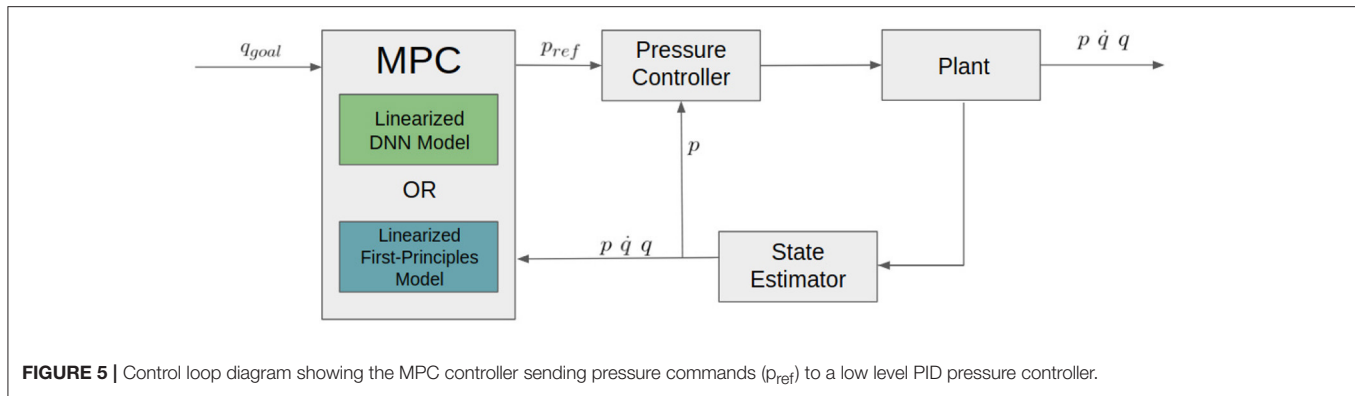 q_goal
MPC
Linearized
DNN Model
OR
Linearized
First-Principles
Model
p_ref
Pressure
Controller
Plant
p q̇ q
p
p q̇ q
State
Estimator
FIGURE 5 | Control loop diagram showing the MPC controller sending pressure commands (p_ref) to a low level PID pressure controller.